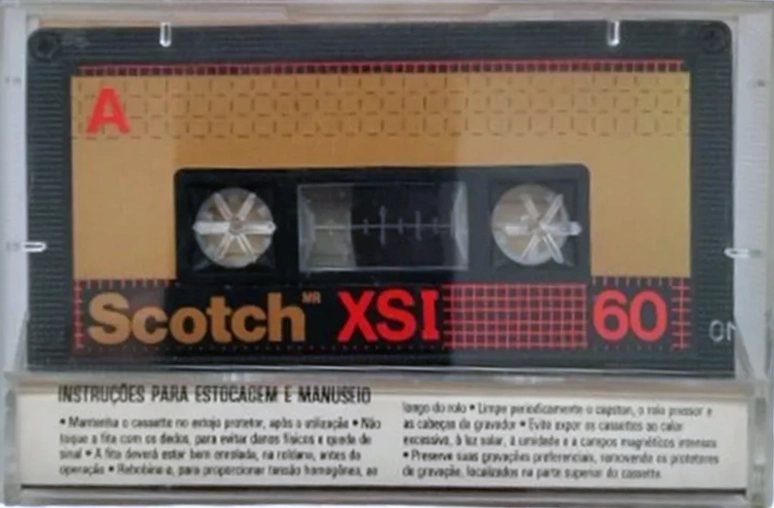 A
Scotch MR XSI 60
INSTRUÇÕES PARA ESTOCAGEM E MANUSEIO
• Mantenha o cassette no estojo protetor, após a utilização • Não
toque a fita com os dedos, para evitar danos físicos e queda de
sinal • A fita deverá estar bem enrolada, na roldana, antes da
operação • Rebobine-a, para proporcionar tensão homogênea, ao
longo do rolo • Limpe periodicamente o capstan, o rolo pressor e
as cabeças do gravador • Evite expor os cassettes ao calor
excessivo, à luz solar, à umidade e a campos magnéticos intensos
• Preserve suas gravações preferenciais, removendo os protetores
de gravação, localizados na parte superior do cassette